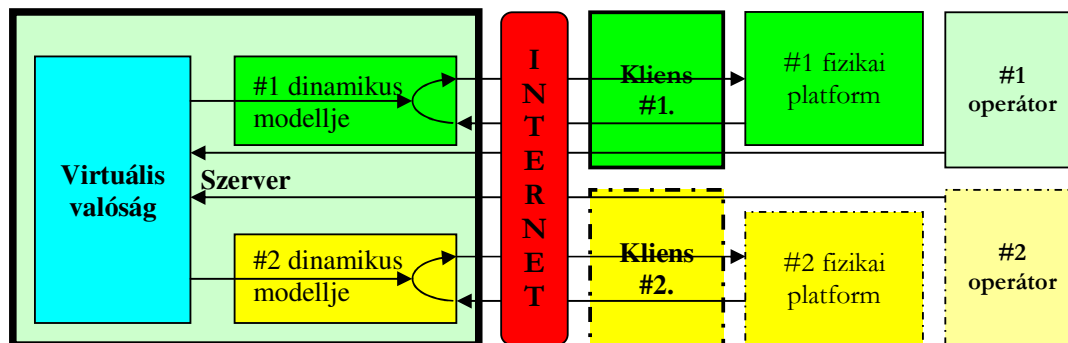 Virtuális
valóság
Szerver
#1 dinamikus
modellje
#2 dinamikus
modellje
INTERNET
Kliens
#1.
Kliens
#2.
#1 fizikai
platform
#2 fizikai
platform
#1
operátor
#2
operátor